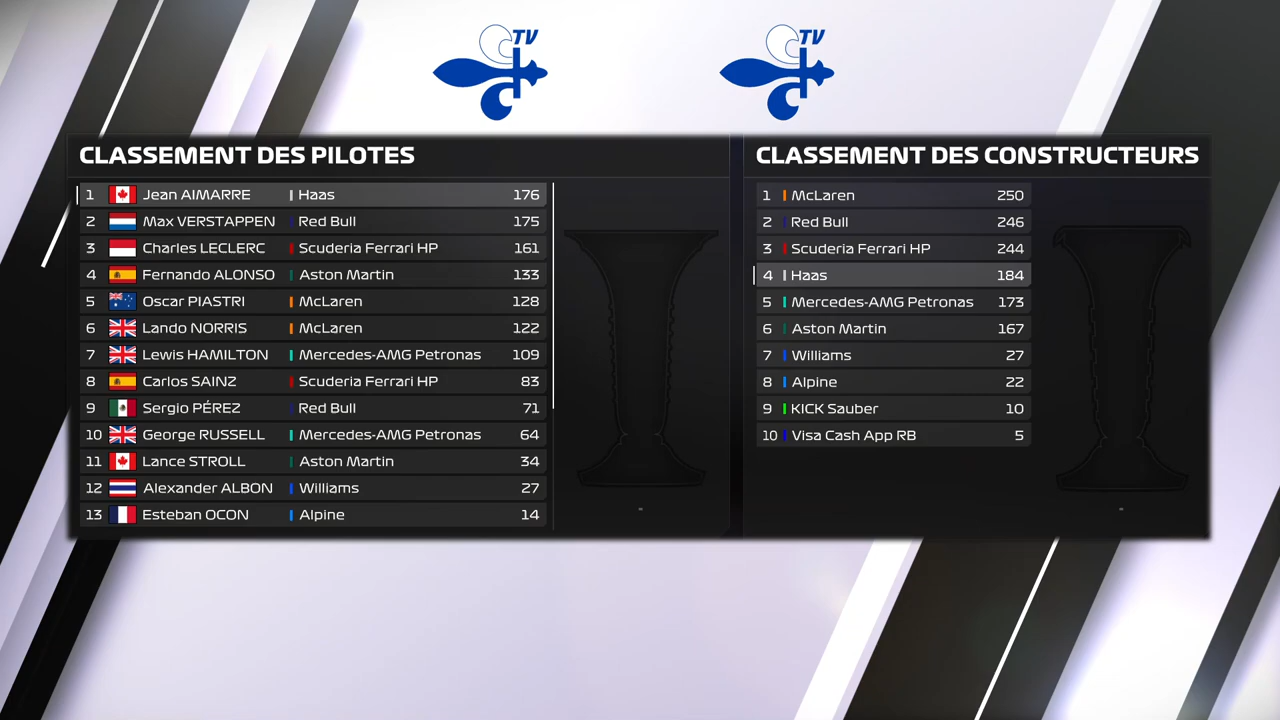 TV
TV
CLASSEMENT DES PILOTES
1 Jean AIMARRE Haas 176
2 Max VERSTAPPEN Red Bull 175
3 Charles LECLERC Scuderia Ferrari HP 161
4 Fernando ALONSO Aston Martin 133
5 Oscar PIASTRI McLaren 128
6 Lando NORRIS McLaren 122
7 Lewis HAMILTON Mercedes-AMG Petronas 109
8 Carlos SAINZ Scuderia Ferrari HP 83
9 Sergio PÉREZ Red Bull 71
10 George RUSSELL Mercedes-AMG Petronas 64
11 Lance STROLL Aston Martin 34
12 Alexander ALBON Williams 27
13 Esteban OCON Alpine 14
CLASSEMENT DES CONSTRUCTEURS
1 McLaren 250
2 Red Bull 246
3 Scuderia Ferrari HP 244
4 Haas 184
5 Mercedes-AMG Petronas 173
6 Aston Martin 167
7 Williams 27
8 Alpine 22
9 KICK Sauber 10
10 Visa Cash App RB 5